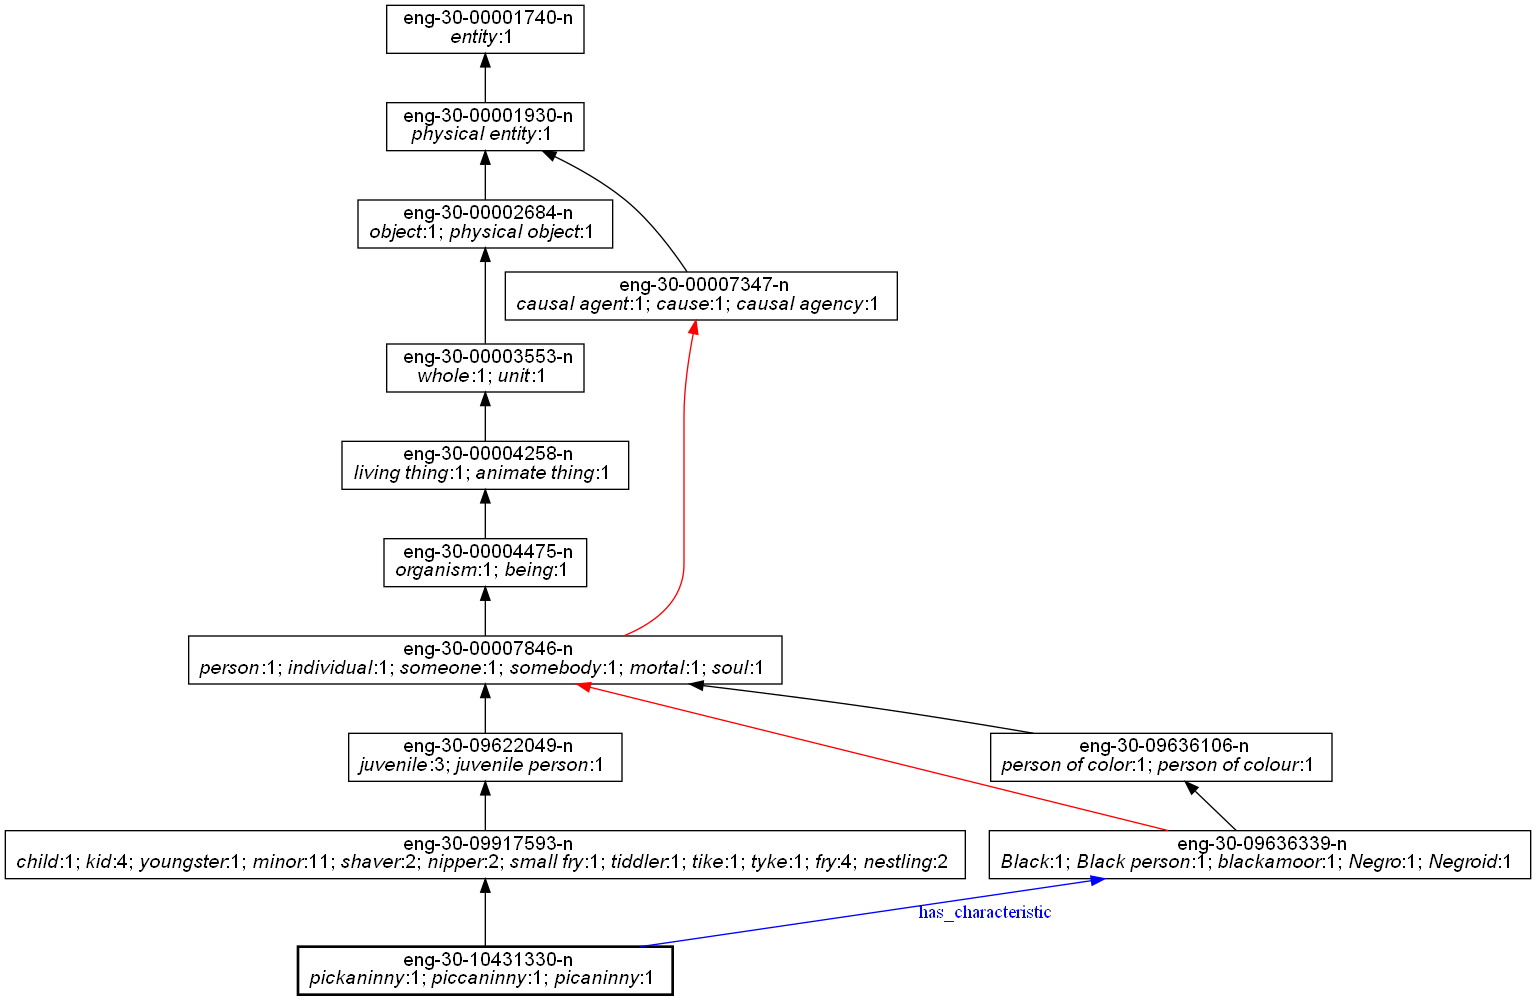 eng-30-00001740-n
entity:1
eng-30-00001930-n
physical entity:1
eng-30-00002684-n
object:1; physical object:1
eng-30-00007347-n
causal agent:1; cause:1; causal agency:1
eng-30-00003553-n
whole:1; unit:1
eng-30-00004258-n
living thing:1; animate thing:1
eng-30-00004475-n
organism:1; being:1
eng-30-00007846-n
person:1; individual:1; someone:1; somebody:1; mortal:1; soul:1
eng-30-09622049-n
juvenile:3; juvenile person:1
eng-30-09636106-n
person of color:1; person of colour:1
eng-30-09917593-n
child:1; kid:4; youngster:1; minor:11; shaver:2; nipper:2; small fry:1; tiddler:1; tike:1; tyke:1; fry:4; nestling:2
eng-30-09636339-n
Black:1; Black person:1; blackamoor:1; Negro:1; Negroid:1
has_characteristic
eng-30-10431330-n
pickaninny:1; piccaninny:1; picaninny:1